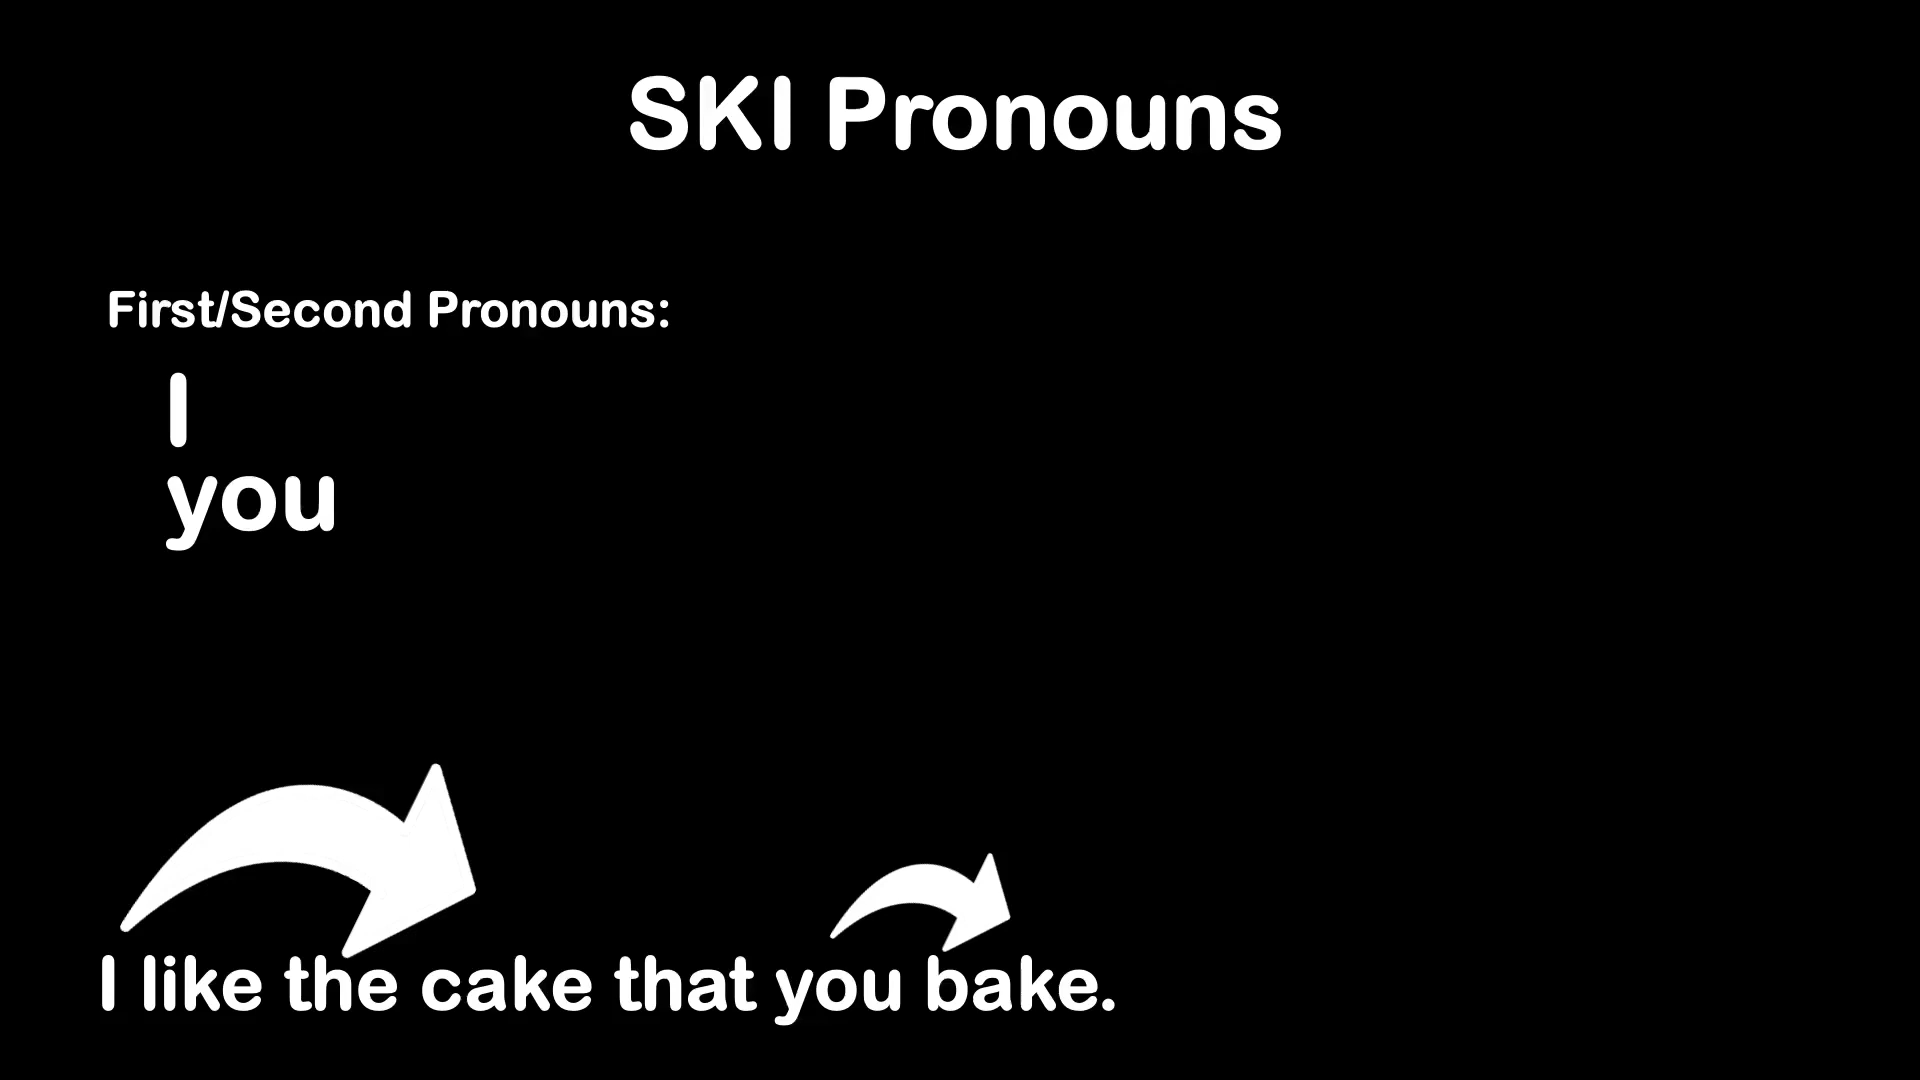 SKI Pronouns
First/Second Pronouns:
I
you
I like the cake that you bake.